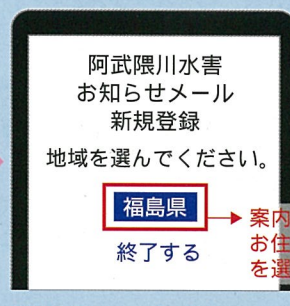 阿武隈川水害
お知らせメール
新規登録
地域を選んでください。
福島県
終了する
案内
お住
を選